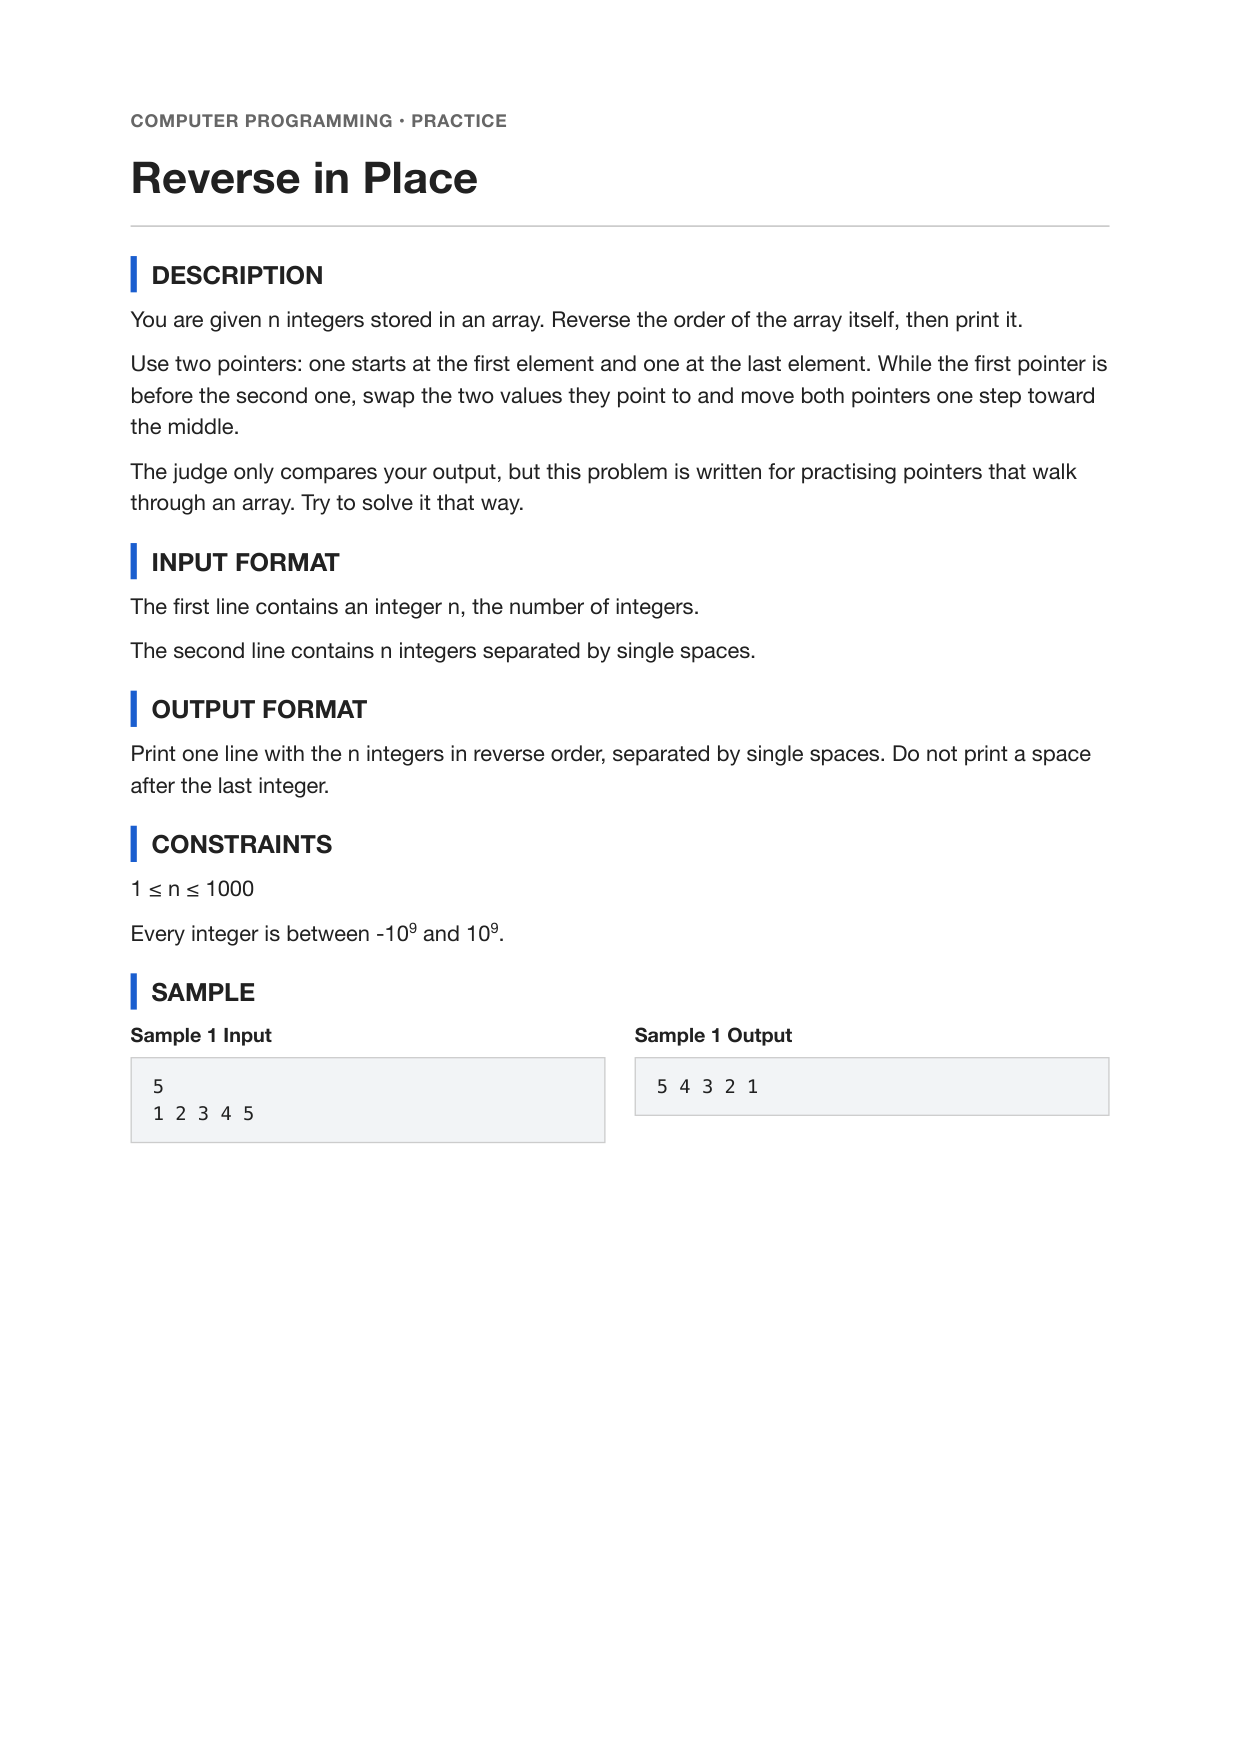 COMPUTER PROGRAMMING • PRACTICE
Reverse in Place
DESCRIPTION
You are given n integers stored in an array. Reverse the order of the array itself, then print it.
Use two pointers: one starts at the first element and one at the last element. While the first pointer is
before the second one, swap the two values they point to and move both pointers one step toward
the middle.
The judge only compares your output, but this problem is written for practising pointers that walk
through an array. Try to solve it that way.
INPUT FORMAT
The first line contains an integer n, the number of integers.
The second line contains n integers separated by single spaces.
OUTPUT FORMAT
Print one line with the n integers in reverse order, separated by single spaces. Do not print a space
after the last integer.
CONSTRAINTS
1 ≤ n ≤ 1000
Every integer is between -10⁹ and 10⁹.
SAMPLE
Sample 1 Input
5
1 2 3 4 5
Sample 1 Output
5 4 3 2 1